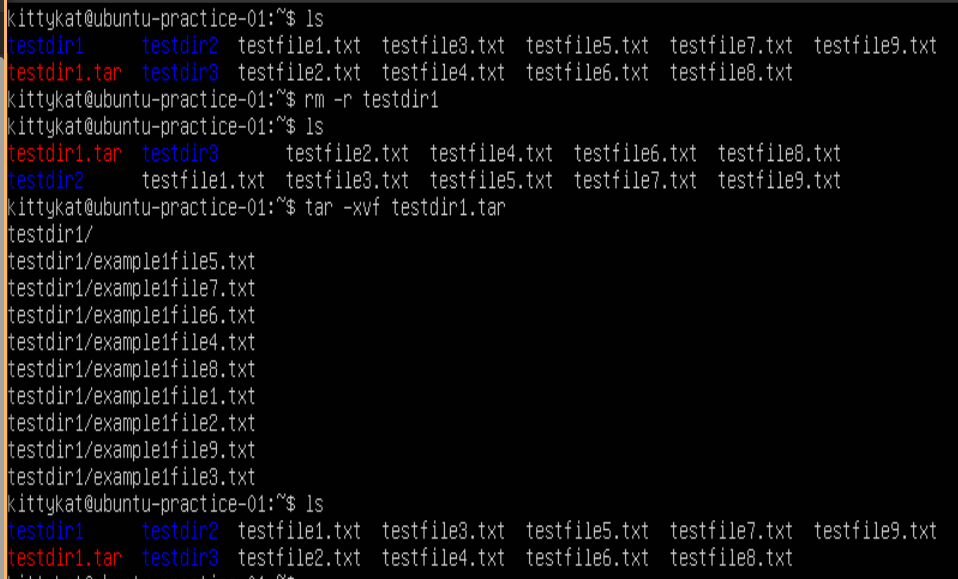 kittykat@ubuntu-practice-01:~$ ls
testdir1 testdir2 testfile1.txt testfile3.txt testfile5.txt testfile7.txt testfile9.txt
testdir1.tar testdir3 testfile2.txt testfile4.txt testfile6.txt testfile8.txt
kittykat@ubuntu-practice-01:~$ rm -r testdir1
kittykat@ubuntu-practice-01:~$ ls
testdir1.tar testdir3 testfile2.txt testfile4.txt testfile6.txt testfile8.txt
testdir2 testfile1.txt testfile3.txt testfile5.txt testfile7.txt testfile9.txt
kittykat@ubuntu-practice-01:~$ tar -xvf testdir1.tar
testdir1/
testdir1/example1file5.txt
testdir1/example1file7.txt
testdir1/example1file6.txt
testdir1/example1file4.txt
testdir1/example1file8.txt
testdir1/example1file1.txt
testdir1/example1file2.txt
testdir1/example1file9.txt
testdir1/example1file3.txt
kittykat@ubuntu-practice-01:~$ ls
testdir1 testdir2 testfile1.txt testfile3.txt testfile5.txt testfile7.txt testfile9.txt
testdir1.tar testdir3 testfile2.txt testfile4.txt testfile6.txt testfile8.txt